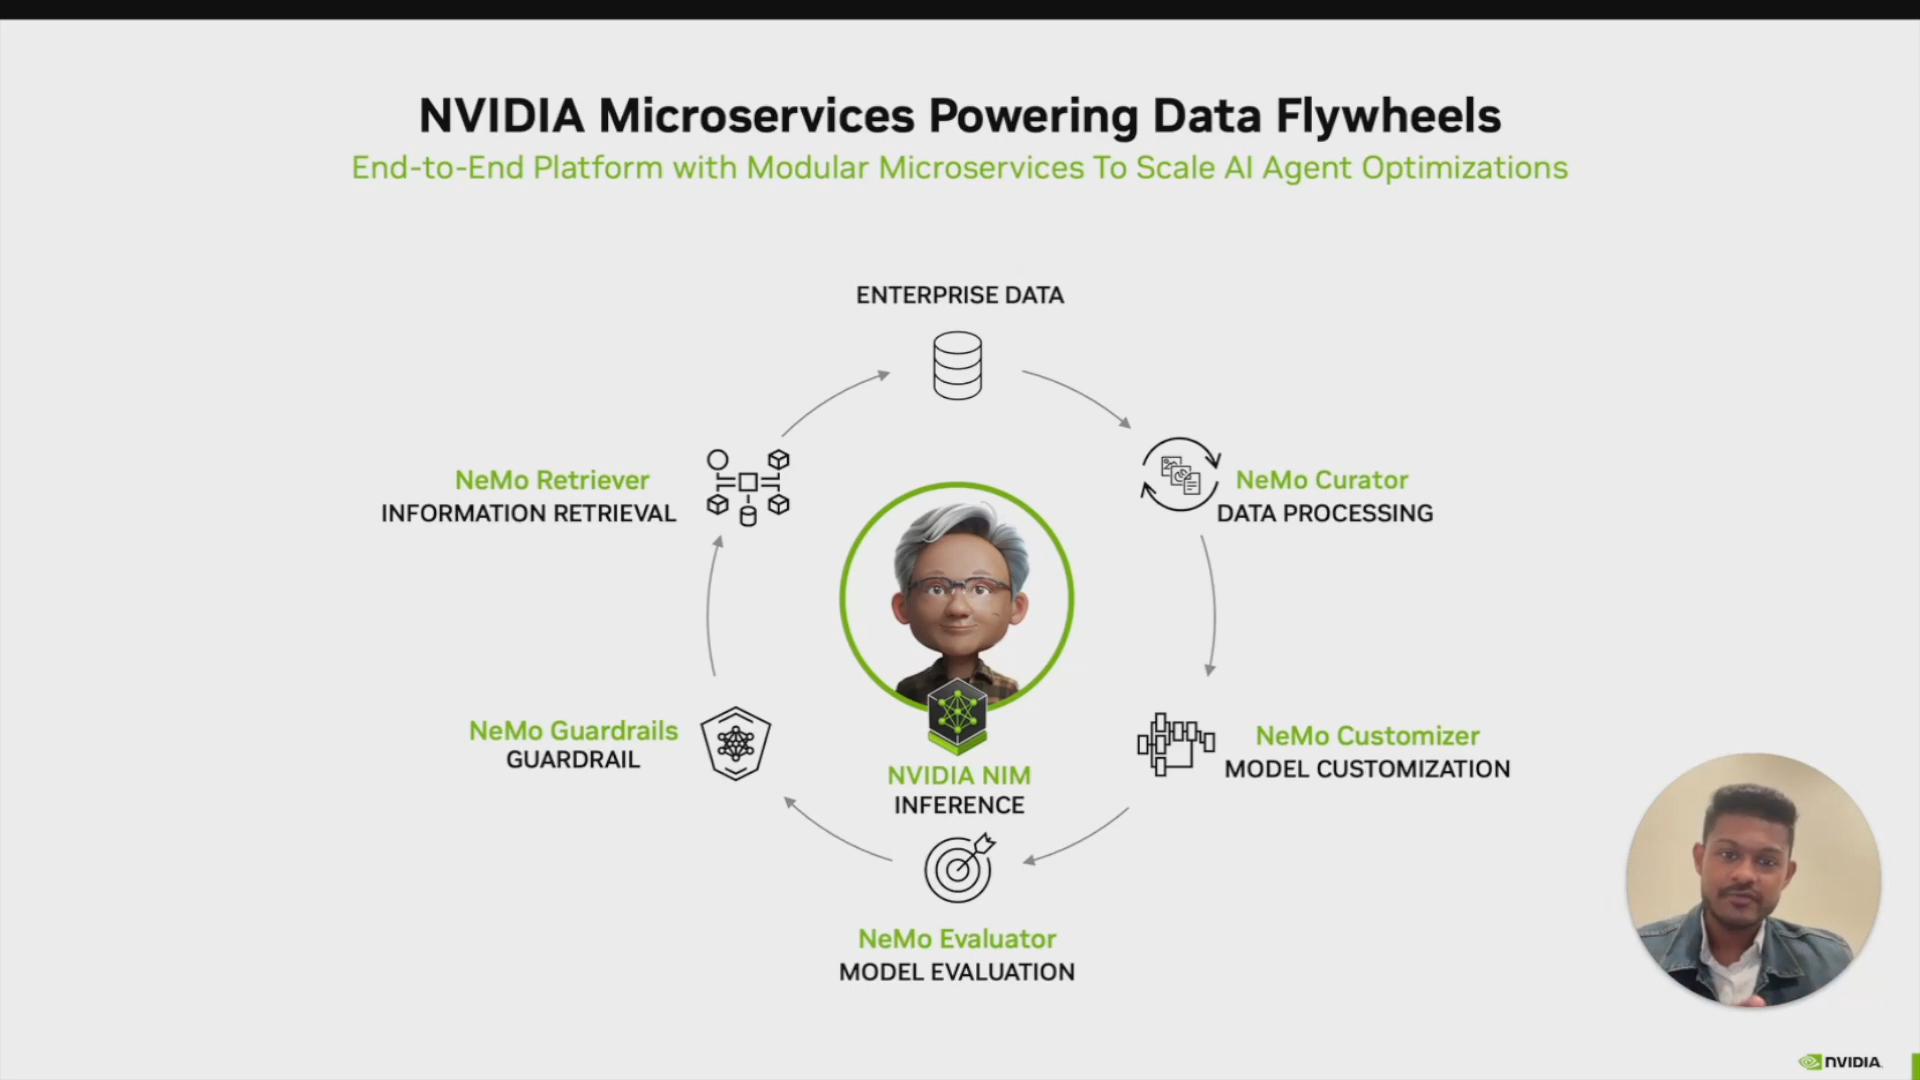 NVIDIA Microservices Powering Data Flywheels
End-to-End Platform with Modular Microservices To Scale AI Agent Optimizations
ENTERPRISE DATA
NeMo Retriever
INFORMATION RETRIEVAL
NeMo Curator
DATA PROCESSING
NeMo Guardrails
GUARDRAIL
NeMo Customizer
MODEL CUSTOMIZATION
NVIDIA NIM
INFERENCE
NeMo Evaluator
MODEL EVALUATION
NVIDIA